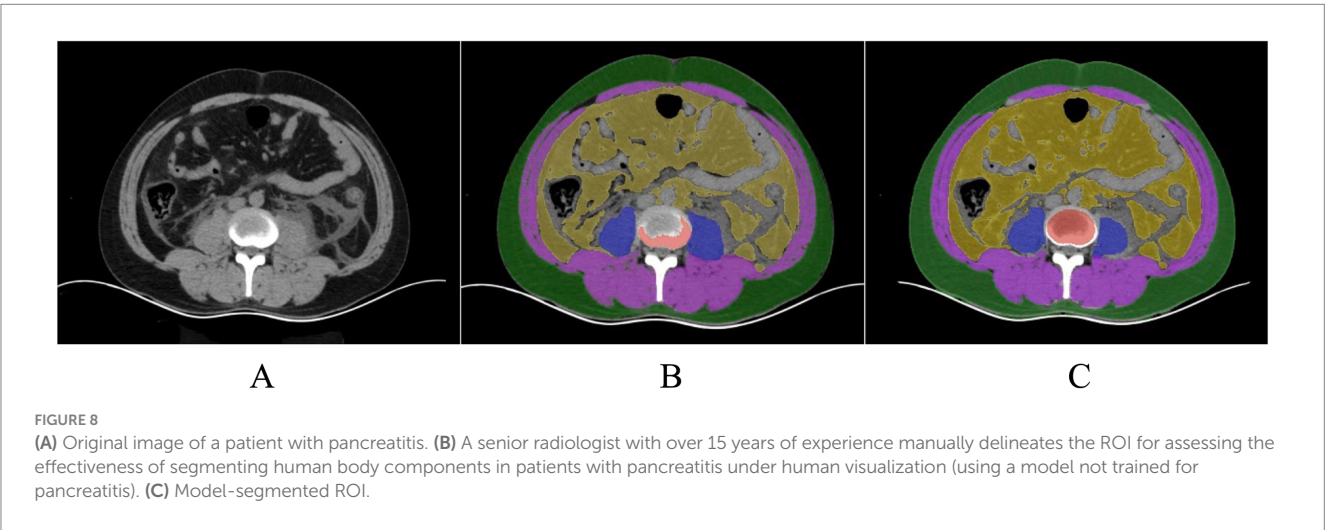 A B C
FIGURE 8
(A) Original image of a patient with pancreatitis. (B) A senior radiologist with over 15 years of experience manually delineates the ROI for assessing the
effectiveness of segmenting human body components in patients with pancreatitis under human visualization (using a model not trained for
pancreatitis). (C) Model-segmented ROI.